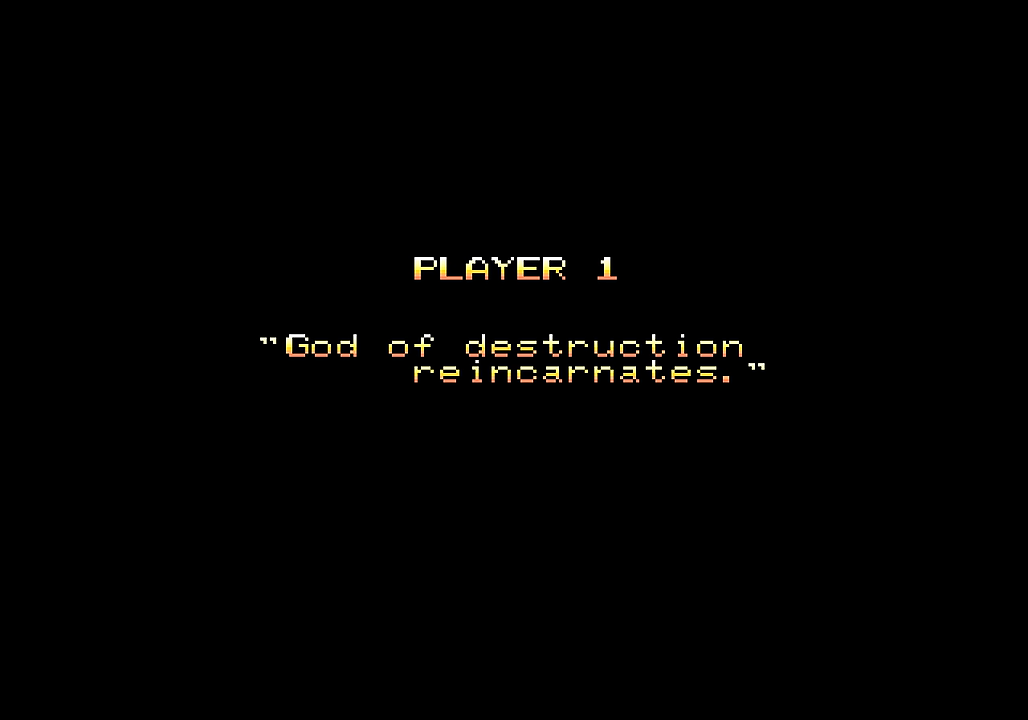 PLAYER 1
"God of destruction
reincarnates."